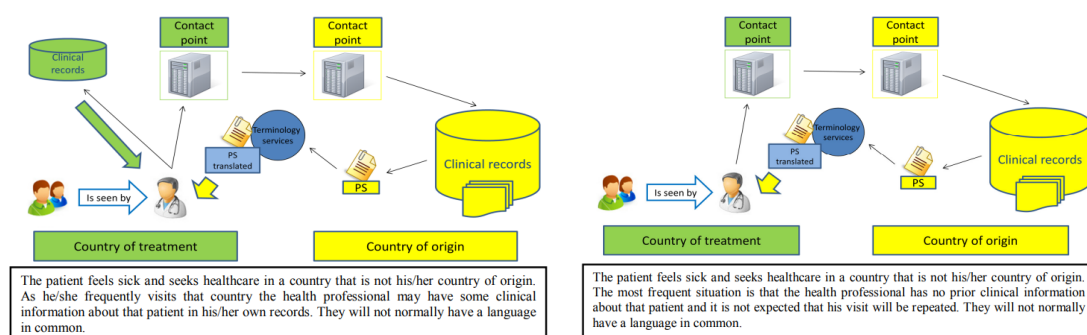 Contact
point
Contact
point
Clinical
records
Terminology
services
PS
translated
Clinical records
PS
Is seen by
Country of treatment
Country of origin
The patient feels sick and seeks healthcare in a country that is not his/her country of origin.
As he/she frequently visits that country the health professional may have some clinical
information about that patient in his/her own records. They will not normally have a language
in common.
Contact
point
Contact
point
Terminology
services
PS
translated
Clinical records
PS
Is seen by
Country of treatment
Country of origin
The patient feels sick and seeks healthcare in a country that is not his/her country of origin.
The most frequent situation is that the health professional has no prior clinical information
about that patient and it is not expected that his visit will be repeated. They will not normally
have a language in common.